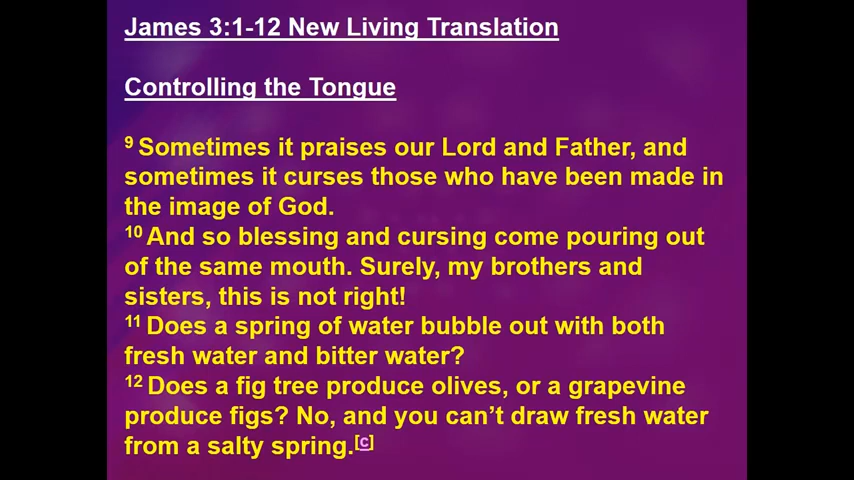 James 3:1-12 New Living Translation
Controlling the Tongue
9 Sometimes it praises our Lord and Father, and
sometimes it curses those who have been made in
the image of God.
10 And so blessing and cursing come pouring out
of the same mouth. Surely, my brothers and
sisters, this is not right!
11 Does a spring of water bubble out with both
fresh water and bitter water?
12 Does a fig tree produce olives, or a grapevine
produce figs? No, and you can’t draw fresh water
from a salty spring.[c]